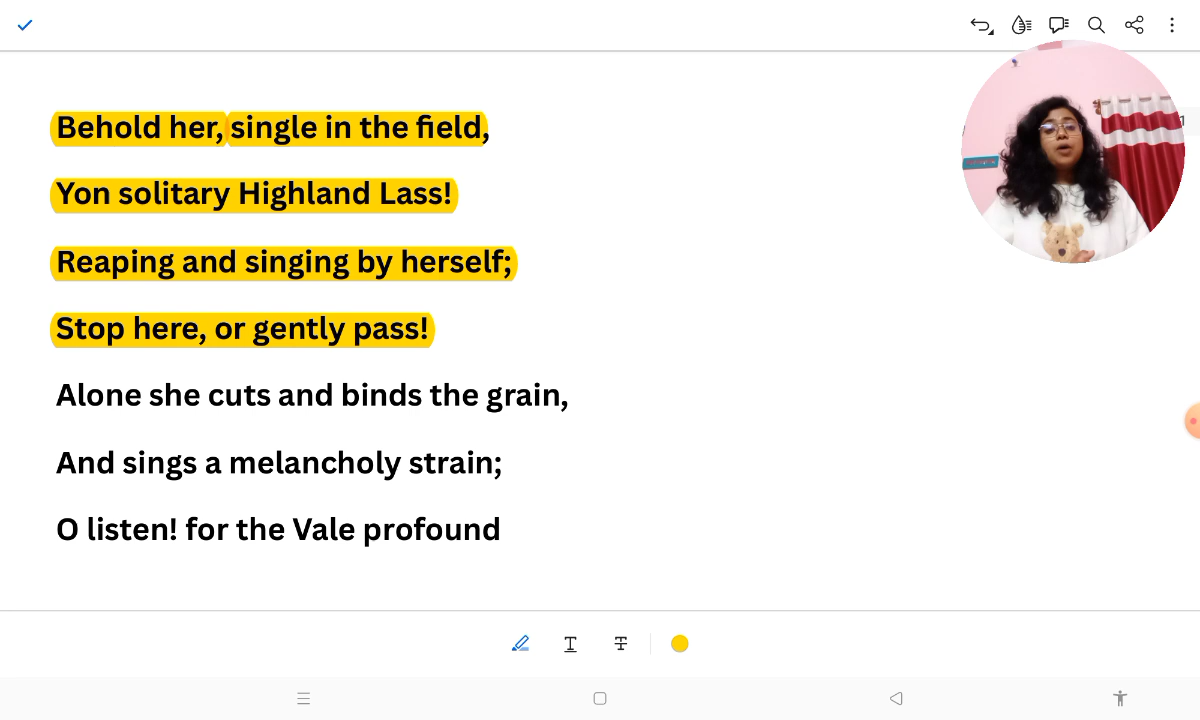 Behold her, single in the field,
Yon solitary Highland Lass!
Reaping and singing by herself;
Stop here, or gently pass!
Alone she cuts and binds the grain,
And sings a melancholy strain;
O listen! for the Vale profound